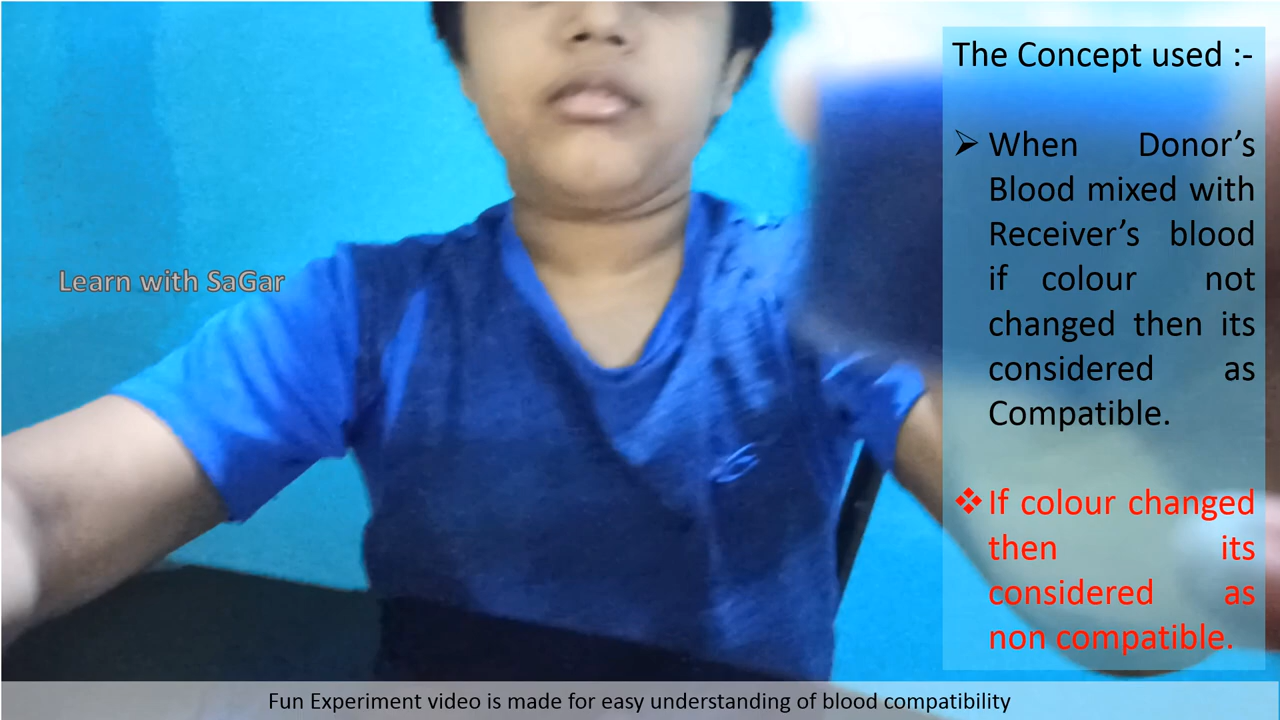 The Concept used :-
➢ When Donor’s
Blood mixed with
Receiver’s blood
if colour not
changed then its
considered as
Compatible.
❖ If colour changed
then its
considered as
non compatible.
Learn with SaGar
Fun Experiment video is made for easy understanding of blood compatibility